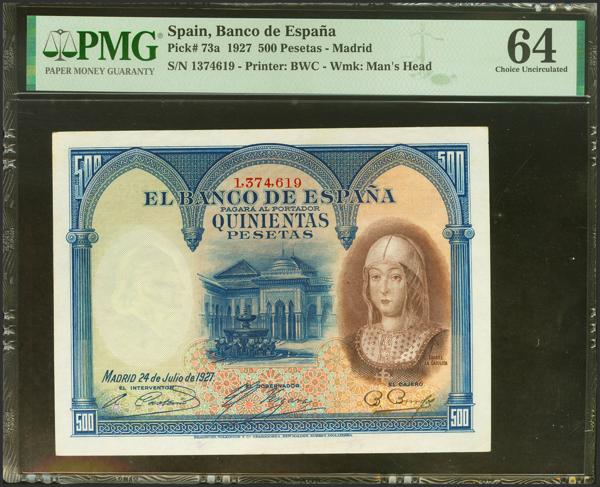 PMG
PAPER MONEY GUARANTY
Spain, Banco de España
Pick# 73a 1927 500 Pesetas - Madrid
S/N 1374619 - Printer: BWC - Wmk: Man's Head
64
Choice Uncirculated
500
500
1,374,619
EL BANCO DE ESPAÑA
PAGARÁ AL PORTADOR
QUINIENTAS
PESETAS
ISABEL
LA CATOLICA
MADRID 24 de Julio de 1927.
EL INTERVENTOR
EL GOBERNADOR
EL CAJERO
500
500